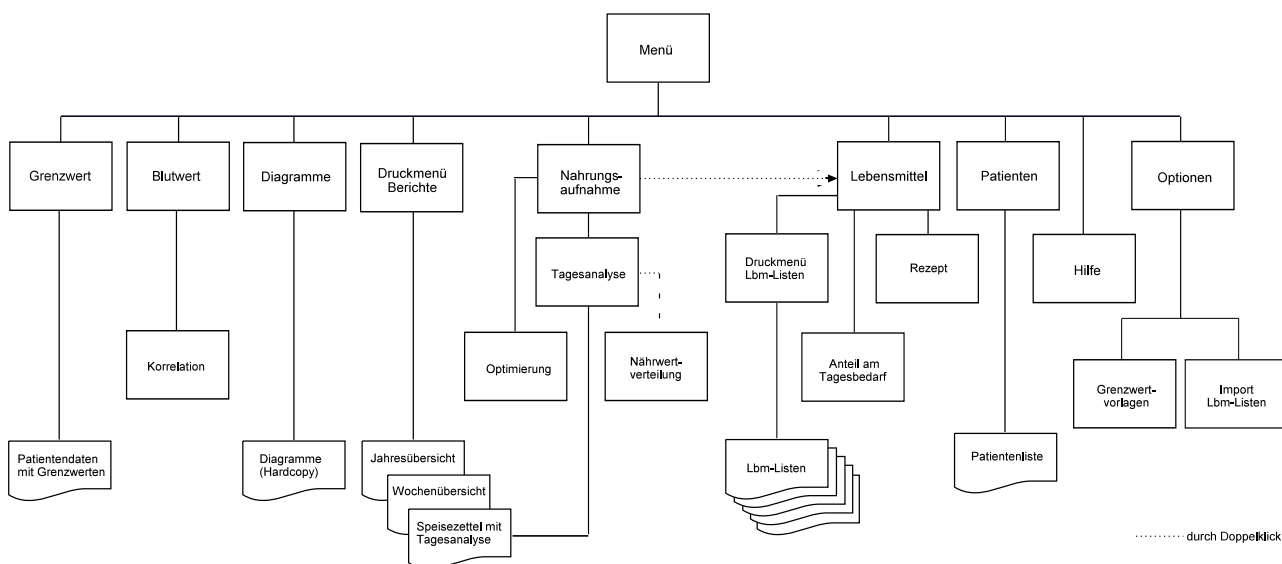 Menü
Grenzwert
Blutwert
Diagramme
Druckmenü
Berichte
Nahrungs-
aufnahme
Lebensmittel
Patienten
Optionen
Tagesanalyse
Druckmenü
Lbm-Listen
Rezept
Hilfe
Korrelation
Optimierung
Nährwert-
verteilung
Anteil am
Tagesbedarf
Grenzwert-
vorlagen
Import
Lbm-Listen
Patientendaten
mit Grenzwerten
Diagramme
(Hardcopy)
Jahresübersicht
Wochenübersicht
Speisezettel mit
Tagesanalyse
Lbm-Listen
Patientenliste
durch Doppelklick